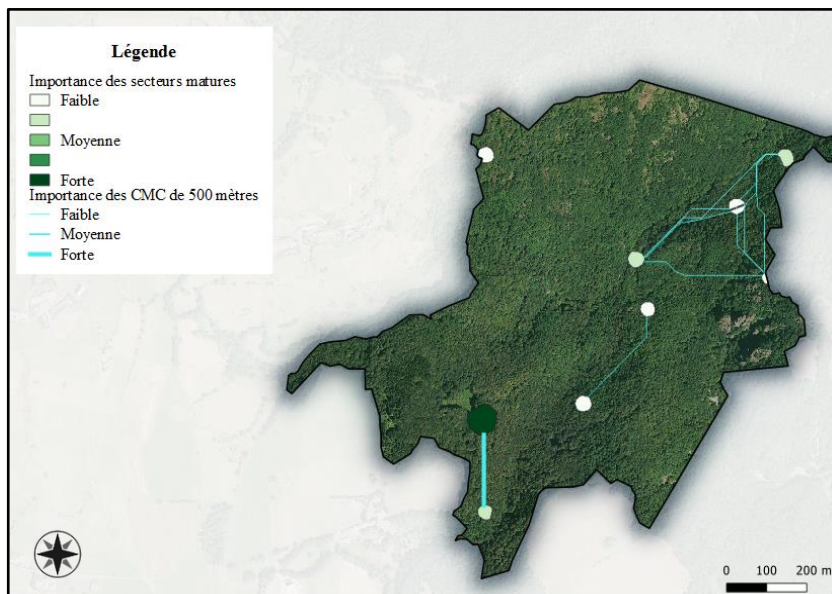 Légende
Importance des secteurs matures
Faible
Moyenne
Forte
Importance des CMC de 500 mètres
Faible
Moyenne
Forte
0 100 200 m